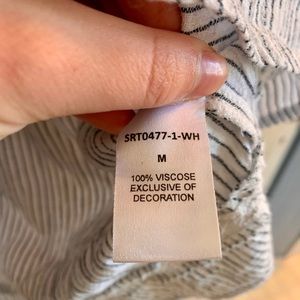 SRT0477-1-WH
M
100% VISCOSE
EXCLUSIVE OF
DECORATION